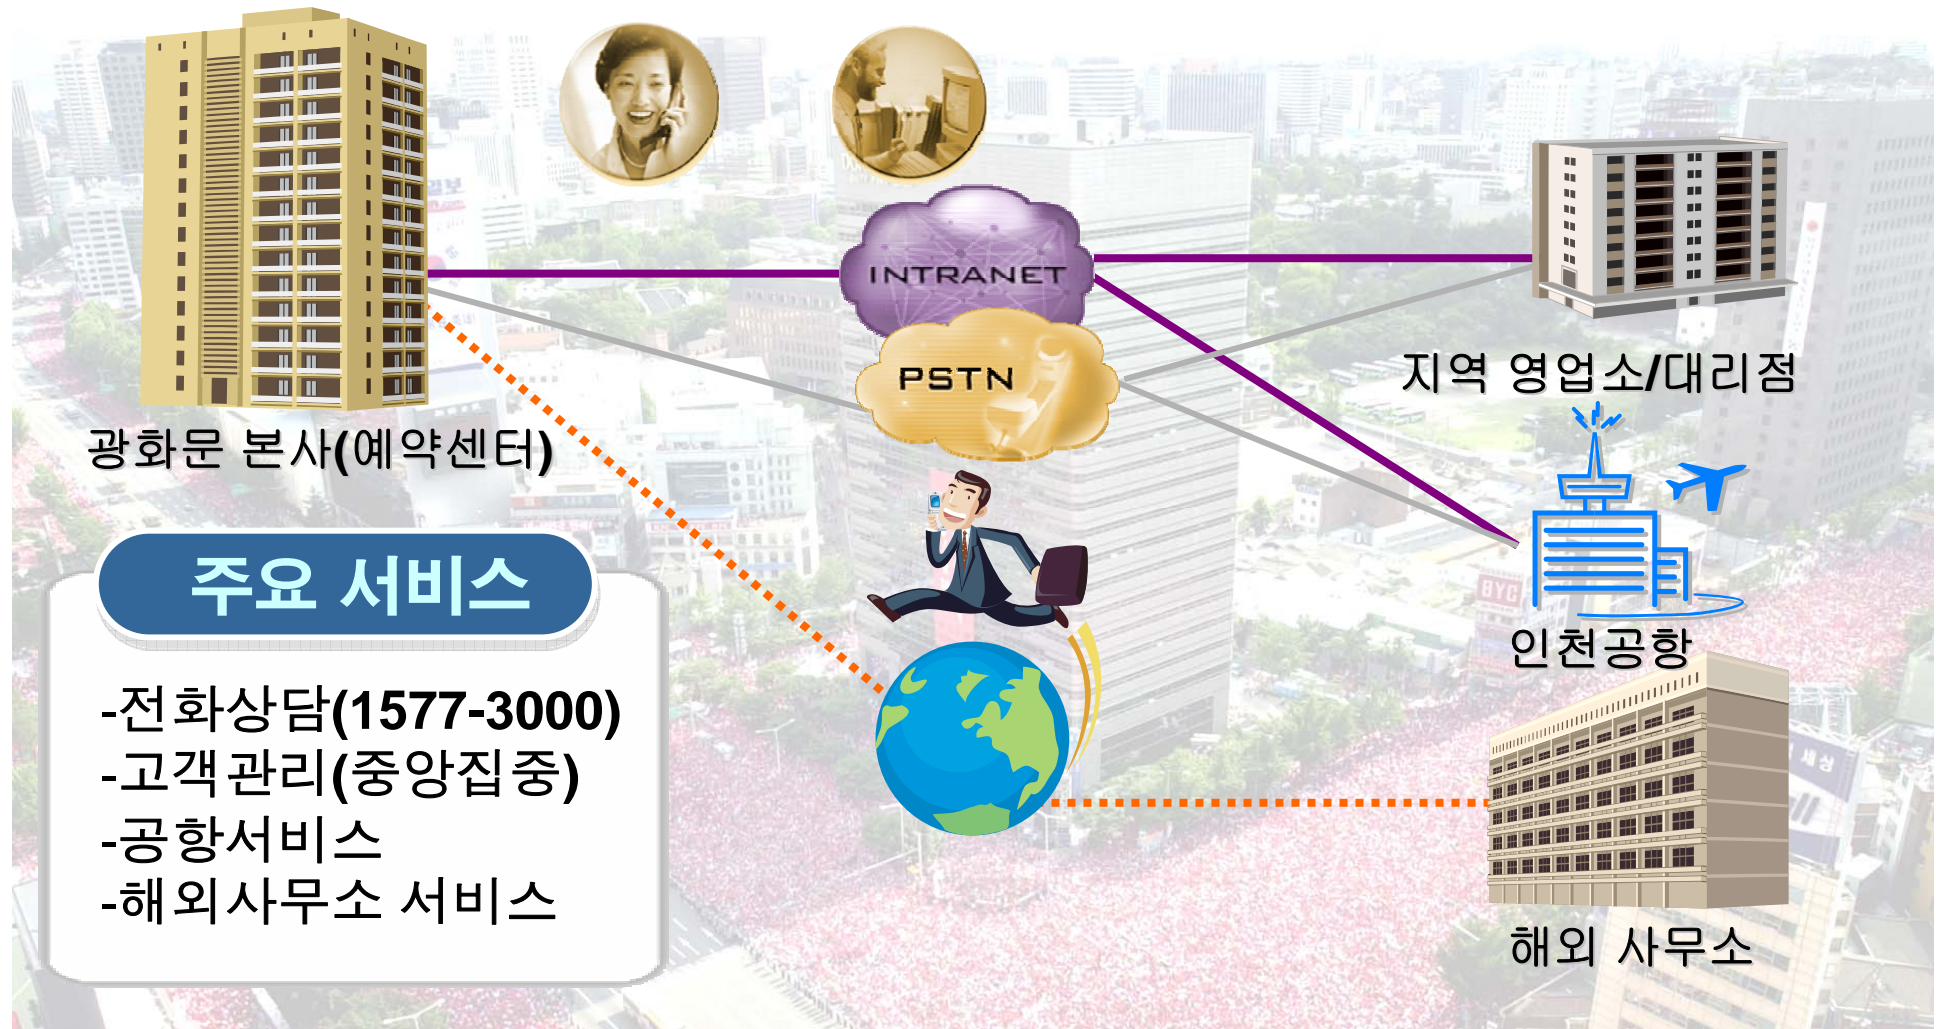 INTRANET
PSTN
광화문 본사(예약센터)
지역 영업소/대리점
인천공항
해외 사무소
주요 서비스
-전화상담(1577-3000)
-고객관리(중앙집중)
-공항서비스
-해외사무소 서비스
BYC
세상